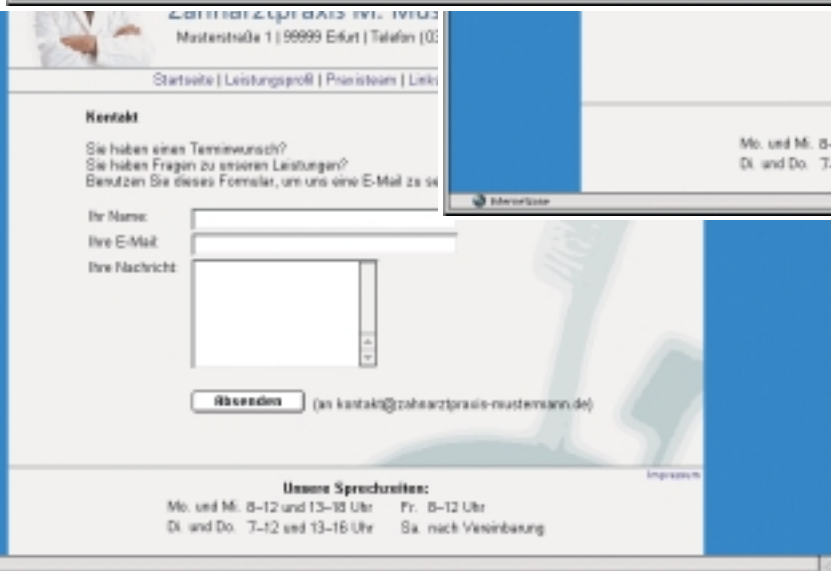 Zahnarztpraxis M. Mus
Musterstraße 1 | 99999 Erfurt | Telefon (03
Startseite | Leistungsprofil | Praxisteam | Links
Kontakt
Sie haben einen Terminwunsch?
Sie haben Fragen zu unseren Leistungen?
Benutzen Sie dieses Formular, um uns eine E-Mail zu se
Ihr Name:
Ihre E-Mail:
Ihre Nachricht:
Absenden (an kontakt@zahnarztpraxis-mustermann.de)
Impressum
Unsere Sprechzeiten:
Mo. und Mi. 8–12 und 13–18 Uhr Fr. 8–12 Uhr
Di. und Do. 7–12 und 13–16 Uhr Sa. nach Vereinbarung
Mo. und Mi. 8–
Di. und Do. 7–
Internetzone